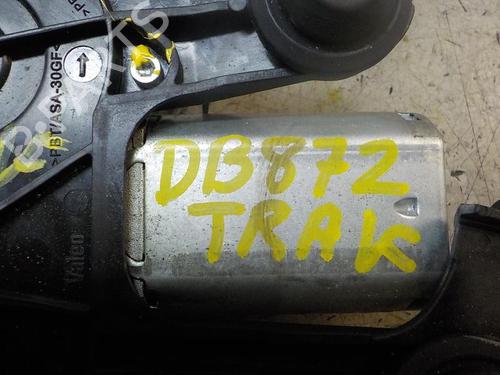 >PBT/ASA-30GF<
Valeo
DB872
TRAK